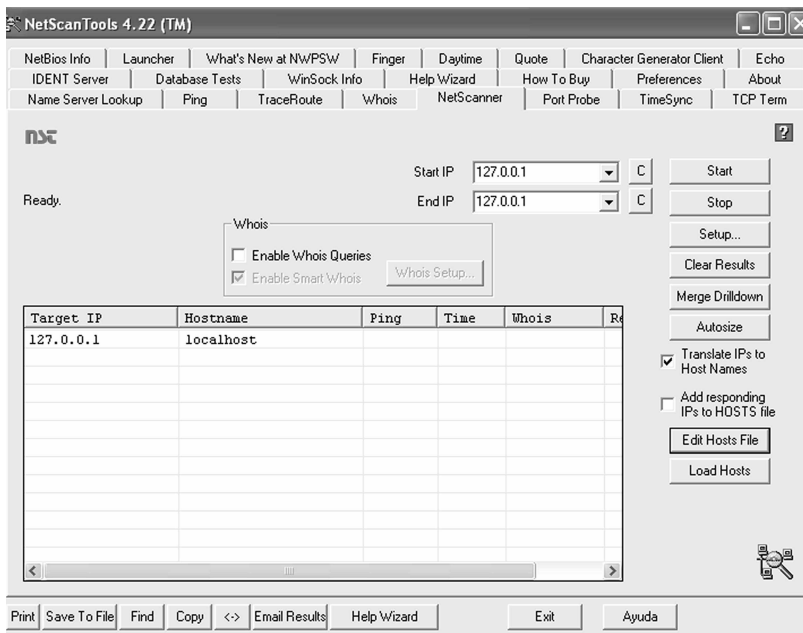 NetScanTools 4.22 (TM)
NetBios Info Launcher What's New at NWPSW Finger Daytime Quote Character Generator Client Echo
IDENT Server Database Tests WinSock Info Help Wizard How To Buy Preferences About
Name Server Lookup Ping TraceRoute Whois NetScanner Port Probe TimeSync TCP Term
nst
?
Start IP 127.0.0.1 C Start
Ready. End IP 127.0.0.1 C Stop
Setup...
Whois
Enable Whois Queries
Enable Smart Whois Whois Setup...
Clear Results
Merge Drilldown
Autosize
Target IP Hostname Ping Time Whois Re
127.0.0.1 localhost
Translate IPs to
Host Names
Add responding
IPs to HOSTS file
Edit Hosts File
Load Hosts
Print Save To File Find Copy <-> Email Results Help Wizard Exit Ayuda